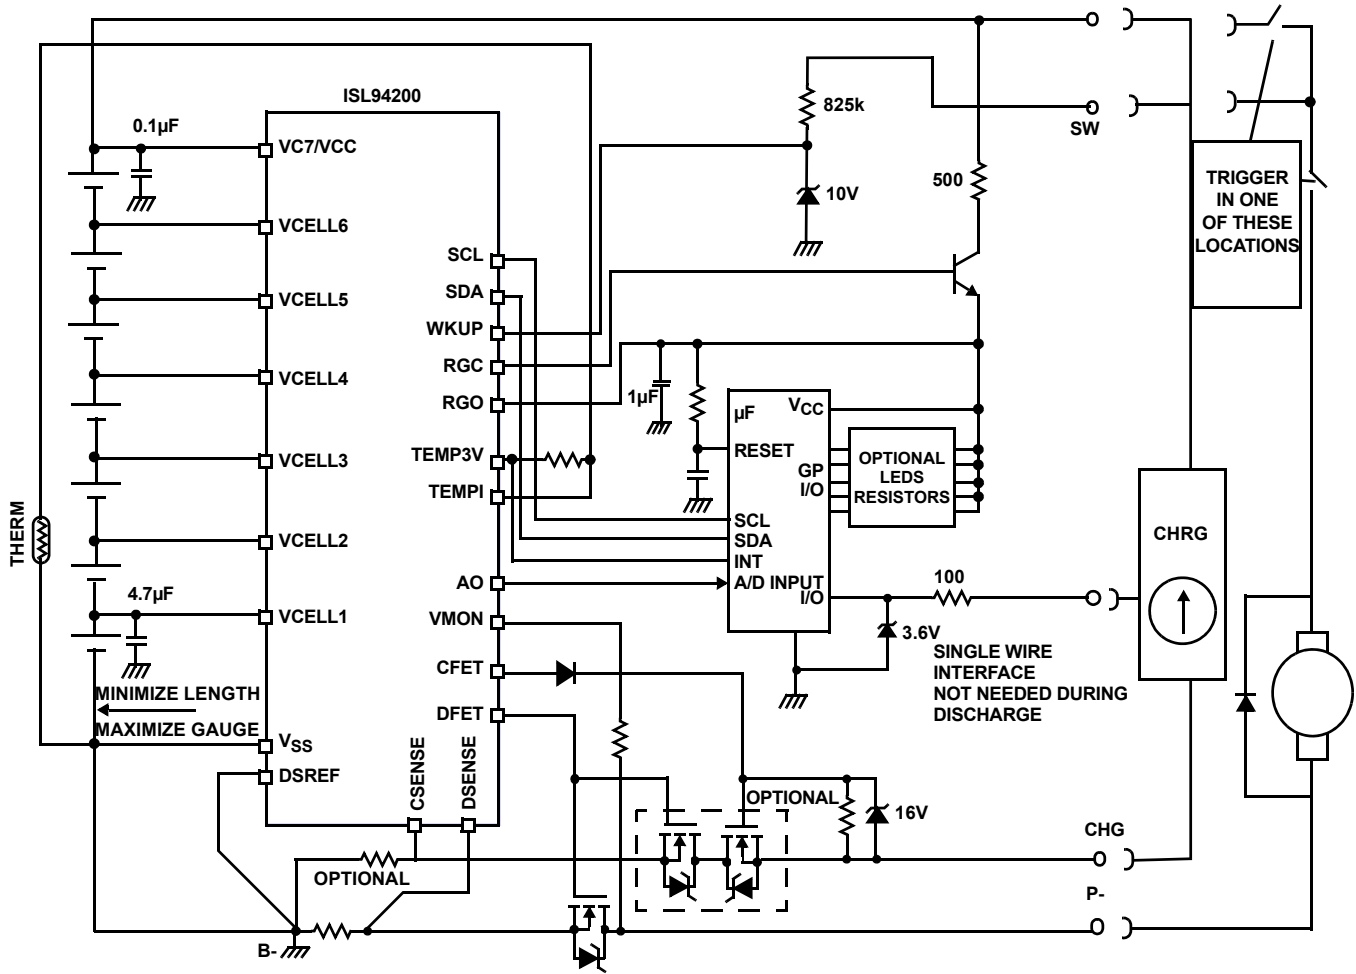 ISL94200
0.1µF
VC7/VCC
VCELL6
VCELL5
VCELL4
VCELL3
VCELL2
4.7µF
VCELL1
THERM
MINIMIZE LENGTH
MAXIMIZE GAUGE
VSS
DSREF
CSENSE
DSENSE
SCL
SDA
WKUP
RGC
RGO
TEMP3V
TEMPI
AO
VMON
CFET
DFET
825k
10V
500
SW
TRIGGER
IN ONE
OF THESE
LOCATIONS
1µF
µF
VCC
RESET
GP
I/O
SCL
SDA
INT
A/D INPUT
I/O
OPTIONAL
LEDS
RESISTORS
100
3.6V
SINGLE WIRE
INTERFACE
NOT NEEDED DURING
DISCHARGE
CHRG
OPTIONAL
16V
CHG
OPTIONAL
P-
B-